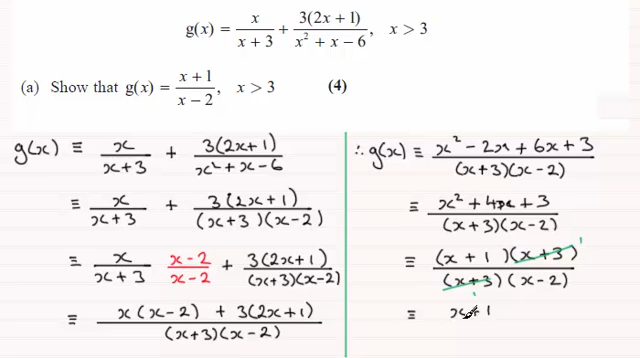 g(x) = x/(x + 3) + 3(2x + 1)/(x² + x − 6), x > 3
(a) Show that g(x) = (x + 1)/(x − 2), x > 3 (4)
g(x) ≡ x/(x+3) + 3(2x+1)/(x²+x−6)
≡ x/(x+3) + 3(2x+1)/((x+3)(x−2))
≡ x/(x+3) (x−2)/(x−2) + 3(2x+1)/((x+3)(x−2))
≡ (x(x−2) + 3(2x+1))/((x+3)(x−2))
∴ g(x) ≡ (x² − 2x + 6x + 3)/((x+3)(x−2))
≡ (x² + 4x + 3)/((x+3)(x−2))
≡ ((x + 1)(x+3))/((x+3)(x−2)) 1 1
≡ x+1